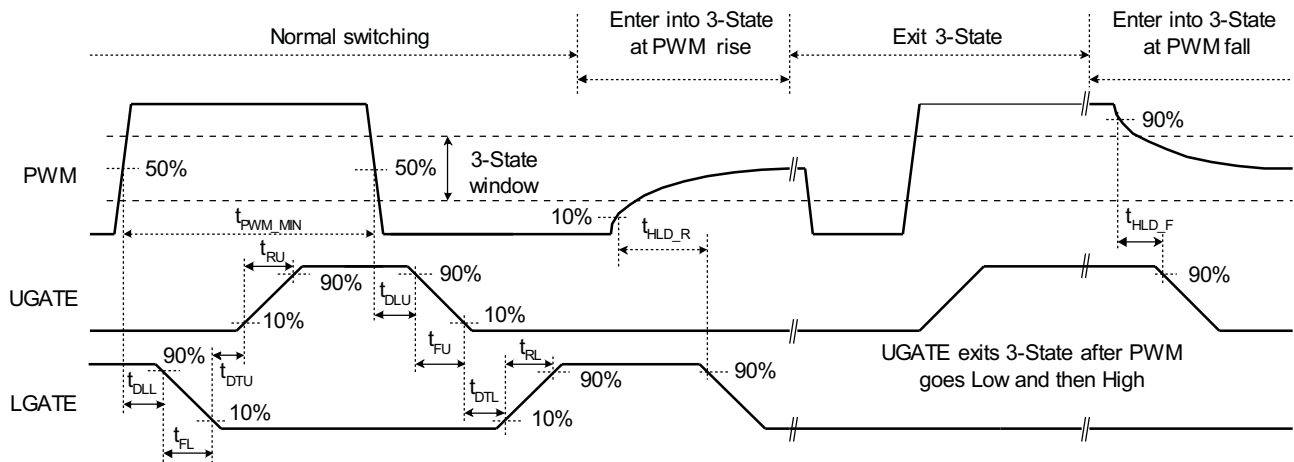 Normal switching
Enter into 3-State
at PWM rise
Exit 3-State
Enter into 3-State
at PWM fall
PWM
50%
50%
3-State
window
10%
90%
tPWM_MIN
tHLD_R
tHLD_F
tRU
UGATE
90%
tDLU
90%
90%
10%
10%
tDTU
tFU
tRL
UGATE exits 3-State after PWM
goes Low and then High
LGATE
90%
tDLL
10%
tFL
tDTL
90%
10%
90%